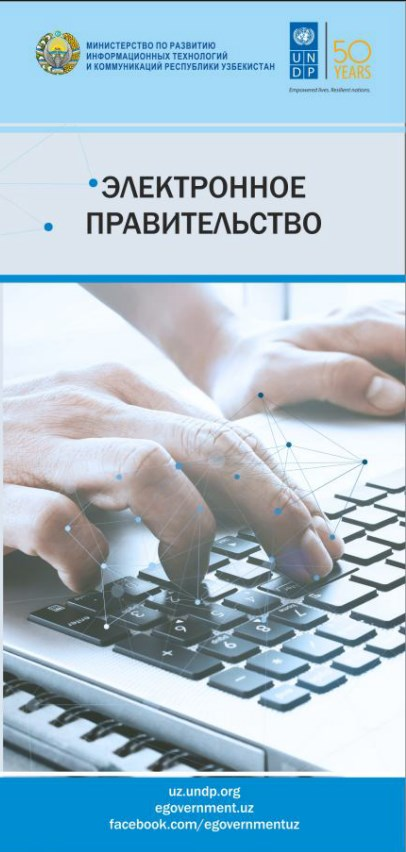 МИНИСТЕРСТВО ПО РАЗВИТИЮ
ИНФОРМАЦИОННЫХ ТЕХНОЛОГИЙ
И КОММУНИКАЦИЙ РЕСПУБЛИКИ УЗБЕКИСТАН
U N
D P
50
YEARS
Empowered lives. Resilient nations.
ЭЛЕКТРОННОЕ
ПРАВИТЕЛЬСТВО
uz.undp.org
egovernment.uz
facebook.com/egovernmentuz